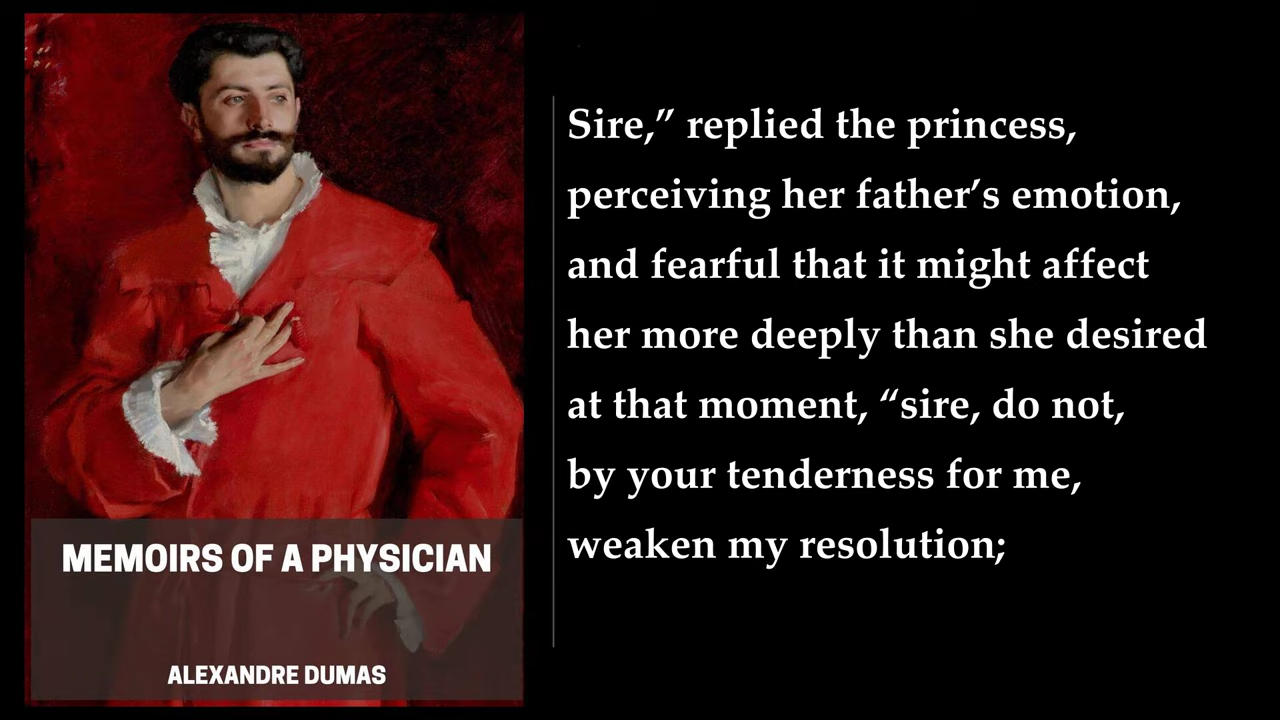 Sire,” replied the princess,
perceiving her father’s emotion,
and fearful that it might affect
her more deeply than she desired
at that moment, “sire, do not,
by your tenderness for me,
weaken my resolution;
MEMOIRS OF A PHYSICIAN
ALEXANDRE DUMAS